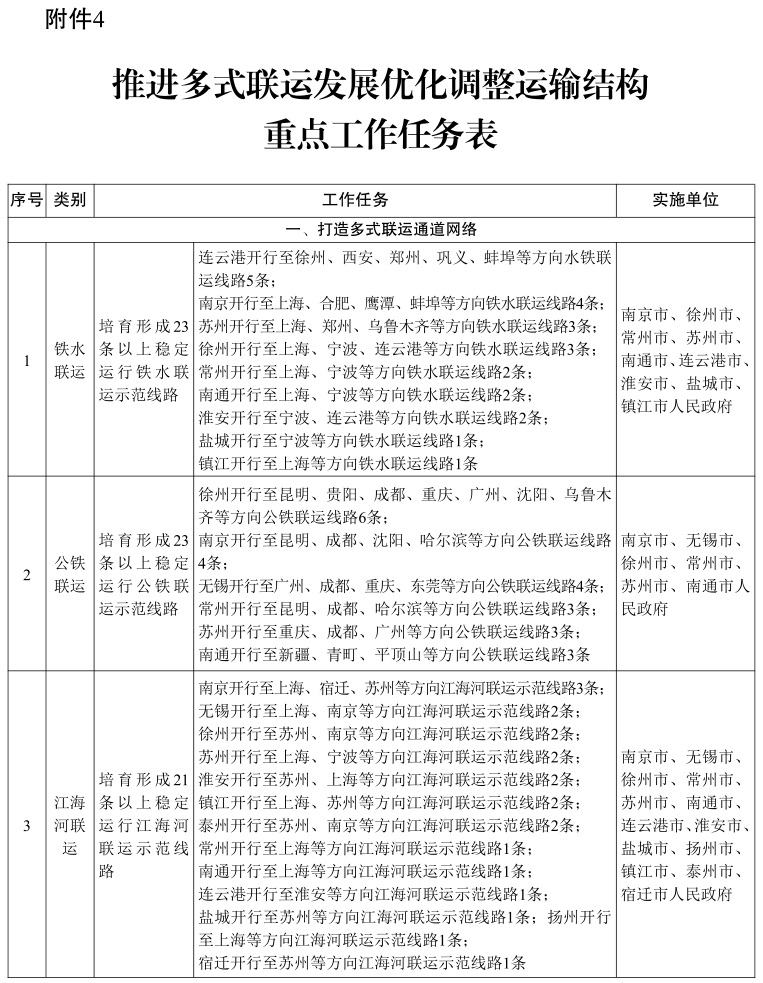 附件4
推进多式联运发展优化调整运输结构
重点工作任务表
序号 类别 工作任务 实施单位
一、打造多式联运通道网络
1
铁水
联运
培育形成23
条以上稳定
运行铁水联
运示范线路
连云港开行至徐州、西安、郑州、巩义、蚌埠等方向水铁联
运线路5条；
南京开行至上海、合肥、鹰潭、蚌埠等方向铁水联运线路4条；
苏州开行至上海、郑州、乌鲁木齐等方向铁水联运线路3条；
徐州开行至上海、宁波、连云港等方向铁水联运线路3条；
常州开行至上海、宁波等方向铁水联运线路2条；
南通开行至上海、宁波等方向铁水联运线路2条；
淮安开行至宁波、连云港等方向铁水联运线路2条；
盐城开行至宁波等方向铁水联运线路1条；
镇江开行至上海等方向铁水联运线路1条
南京市、徐州市、
常州市、苏州市、
南通市、连云港市、
淮安市、盐城市、
镇江市人民政府
2
公铁
联运
培育形成23
条以上稳定
运行公铁联
运示范线路
徐州开行至昆明、贵阳、成都、重庆、广州、沈阳、乌鲁木
齐等方向公铁联运线路6条；
南京开行至昆明、成都、沈阳、哈尔滨等方向公铁联运线路
4条；
无锡开行至广州、成都、重庆、东莞等方向公铁联运线路4条；
常州开行至昆明、成都、哈尔滨等方向公铁联运线路3条；
苏州开行至重庆、成都、广州等方向公铁联运线路3条；
南通开行至新疆、青町、平顶山等方向公铁联运线路3条
南京市、无锡市、
徐州市、常州市、
苏州市、南通市人
民政府
3
江海
河联
运
培育形成21
条以上稳定
运行江海河
联运示范线
路
南京开行至上海、宿迁、苏州等方向江海河联运示范线路3条；
无锡开行至上海、南京等方向江海河联运示范线路2条；
徐州开行至苏州、南京等方向江海河联运示范线路2条；
苏州开行至上海、宁波等方向江海河联运示范线路2条；
淮安开行至苏州、上海等方向江海河联运示范线路2条；
镇江开行至上海、苏州等方向江海河联运示范线路2条；
泰州开行至苏州、南京等方向江海河联运示范线路2条；
常州开行至上海等方向江海河联运示范线路1条；
南通开行至上海等方向江海河联运示范线路1条；
连云港开行至淮安等方向江海河联运示范线路1条；
盐城开行至苏州等方向江海河联运示范线路1条；扬州开行
至上海等方向江海河联运示范线路1条；
宿迁开行至苏州等方向江海河联运示范线路1条
南京市、无锡市、
徐州市、常州市、
苏州市、南通市、
连云港市、淮安市、
盐城市、扬州市、
镇江市、泰州市、
宿迁市人民政府